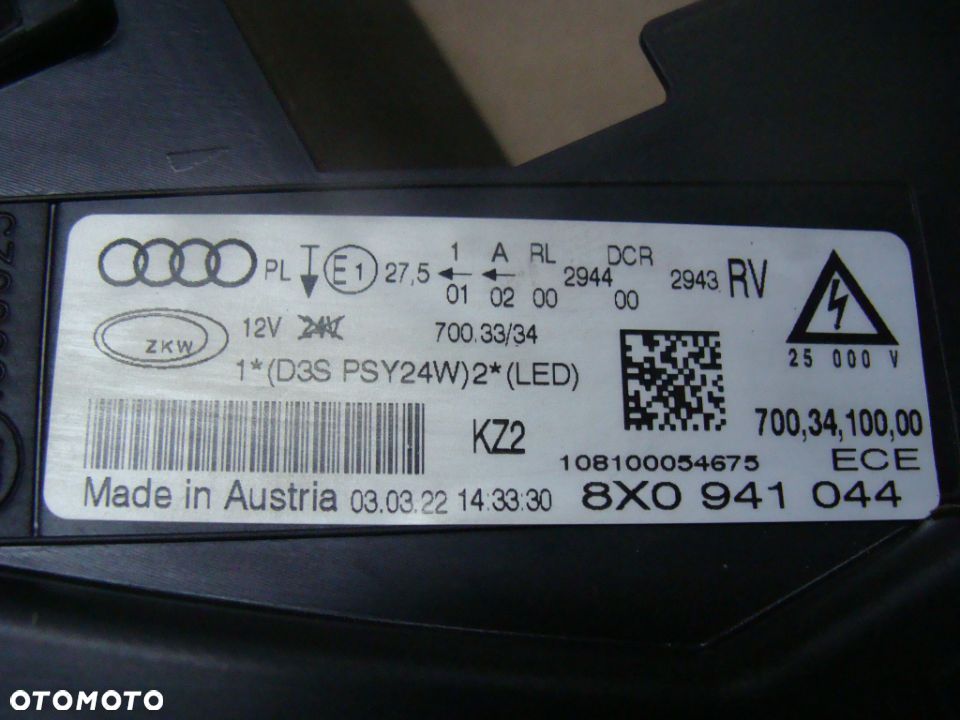 PL T E1 27,5 1 A RL DCR
01 02 00 2944 00 2943 RV
ZKW 12V 24V 700.33/34
1*(D3S PSY24W)2*(LED)
25 000 V
KZ2
700,34,100,00
108100054675 ECE
Made in Austria 03.03.22 14:33:30 8X0 941 044
OTOMOTO